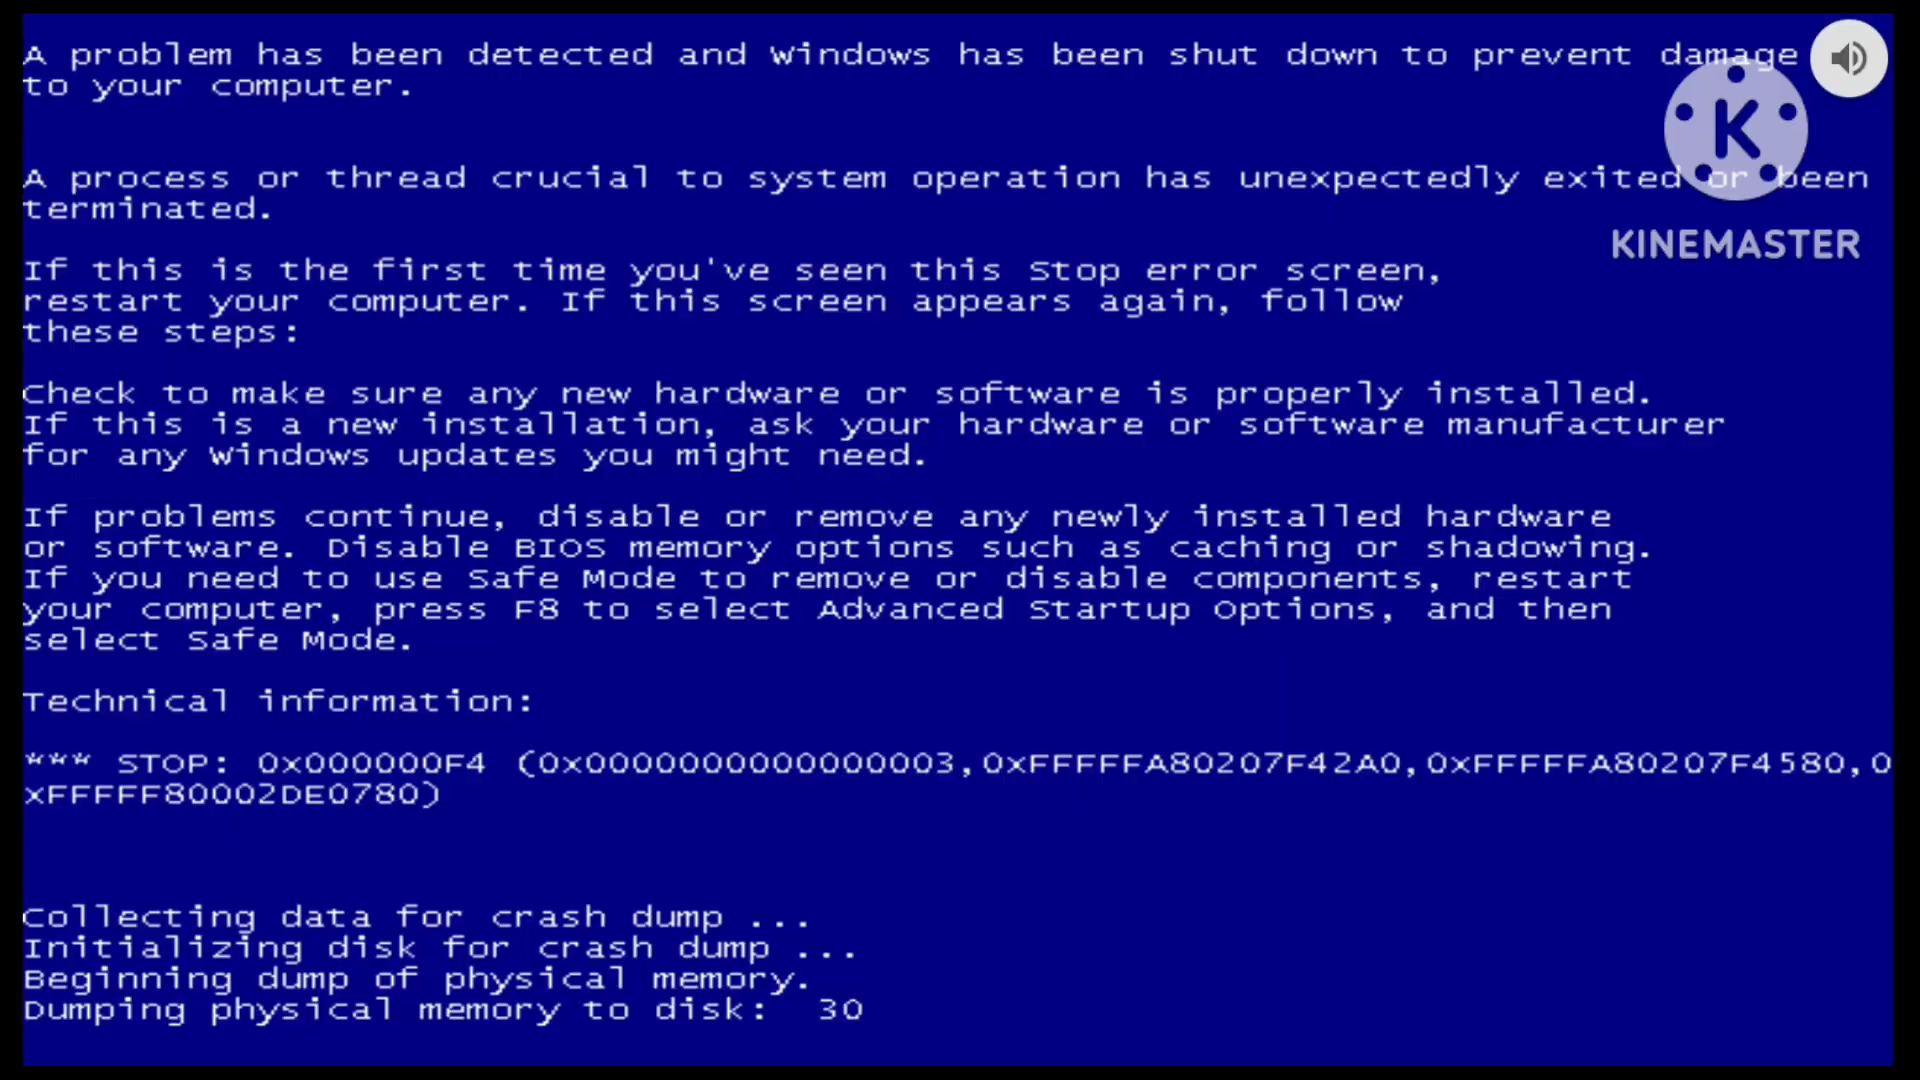 A problem has been detected and Windows has been shut down to prevent damage
to your computer.
A process or thread crucial to system operation has unexpectedly exited or been
terminated.
K
KINEMASTER
If this is the first time you've seen this Stop error screen,
restart your computer. If this screen appears again, follow
these steps:
Check to make sure any new hardware or software is properly installed.
If this is a new installation, ask your hardware or software manufacturer
for any Windows updates you might need.
If problems continue, disable or remove any newly installed hardware
or software. Disable BIOS memory options such as caching or shadowing.
If you need to use Safe Mode to remove or disable components, restart
your computer, press F8 to select Advanced Startup Options, and then
select Safe Mode.
Technical information:
*** STOP: 0x000000F4 (0x0000000000000003,0xFFFFFA80207F42A0,0xFFFFFA80207F4580,0
xFFFFF80002DE0780)
Collecting data for crash dump ...
Initializing disk for crash dump ...
Beginning dump of physical memory.
Dumping physical memory to disk: 30